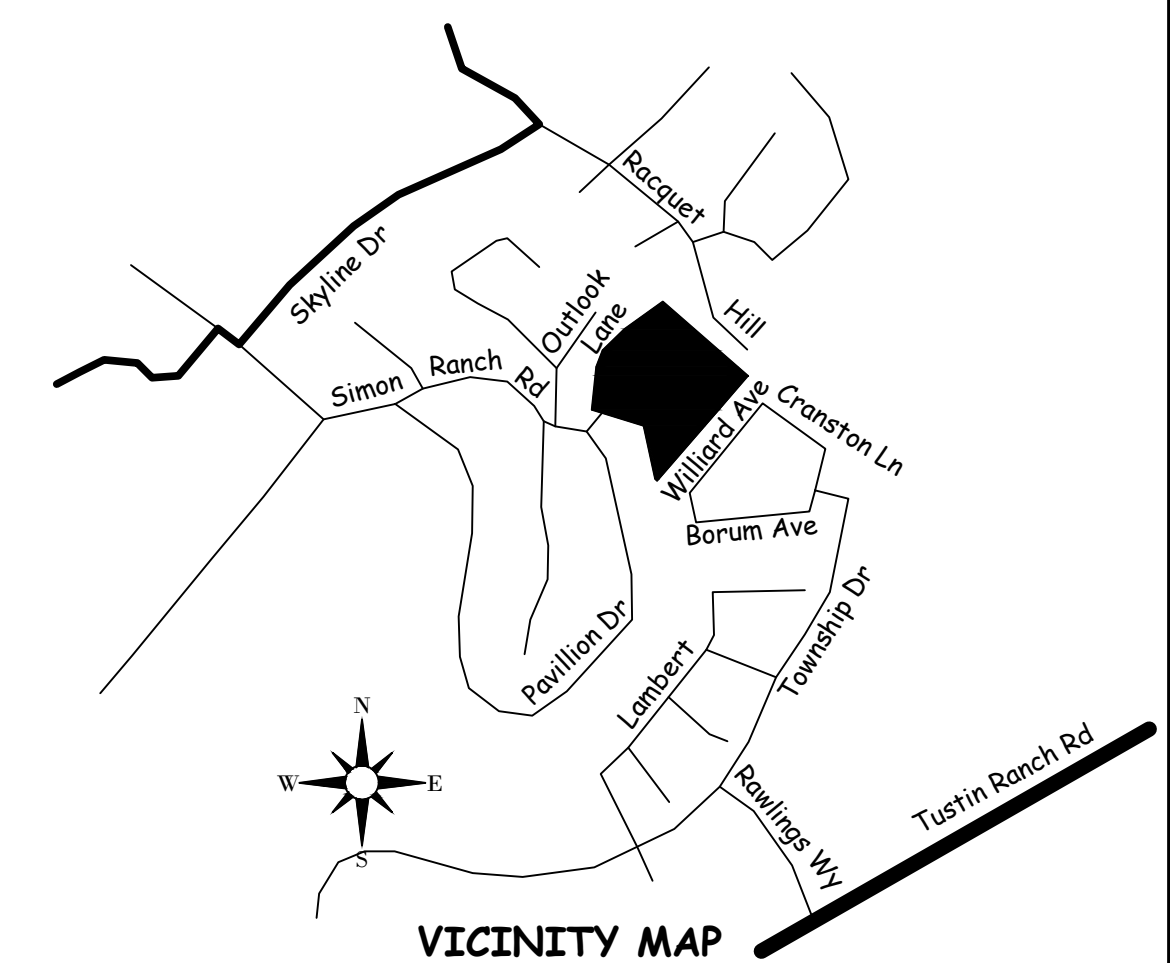 Racquet
Hill
Skyline Dr
Outlook
Lane
Simon Ranch Rd
Williard Ave
Cranston Ln
Borum Ave
Township Dr
Pavillion Dr
Lambert
N
W E
S
Rawlings Wy
Tustin Ranch Rd
VICINITY MAP